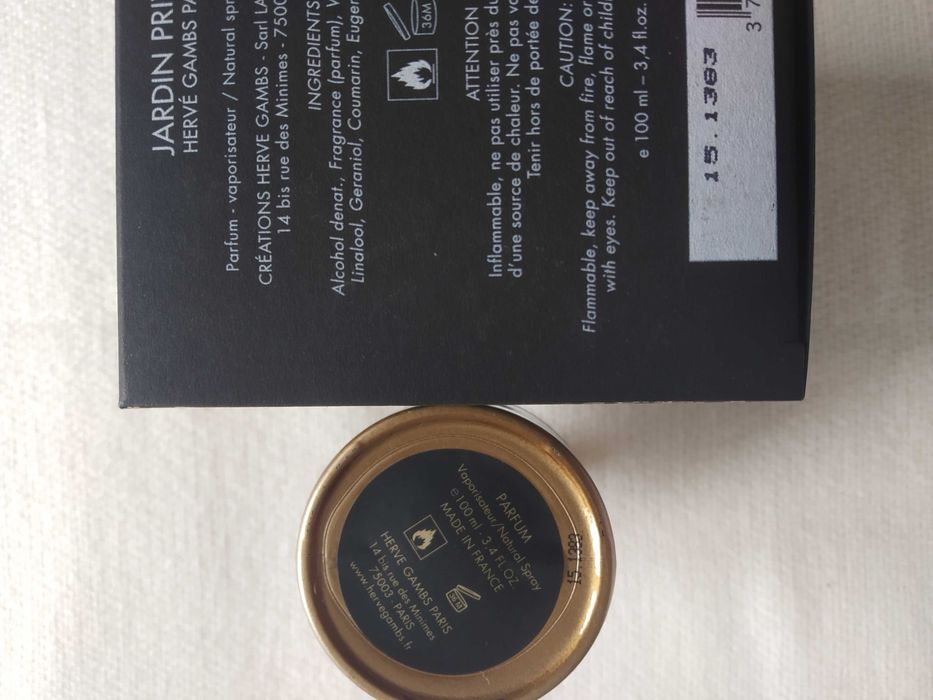 JARDIN PRI
HERVÉ GAMBS PA
Parfum - vaporisateur / Natural spr
CRÉATIONS HERVE GAMBS - Sarl LA
14 bis rue des Minimes - 7500
INGREDIENTS
Alcohol denat., Fragrance (parfum), W
Linalool, Geraniol, Coumarin, Eugen
36M
ATTENTION
Inflammable, ne pas utiliser près du
d'une source de chaleur. Ne pas va
Tenir hors de portée de
CAUTION:
Flammable, keep away from fire, flame or
with eyes. Keep out of reach of childr
e 100 ml – 3,4 fl.oz.
15.1383
3 7
PARFUM
Vaporisateur/Natural Spray
e100 ml - 3.4 FL OZ
MADE IN FRANCE
36 M
HERVE GAMBS PARIS
14 bis rue des Minimes
75003 PARIS
www.hervegambs.fr
15.1383